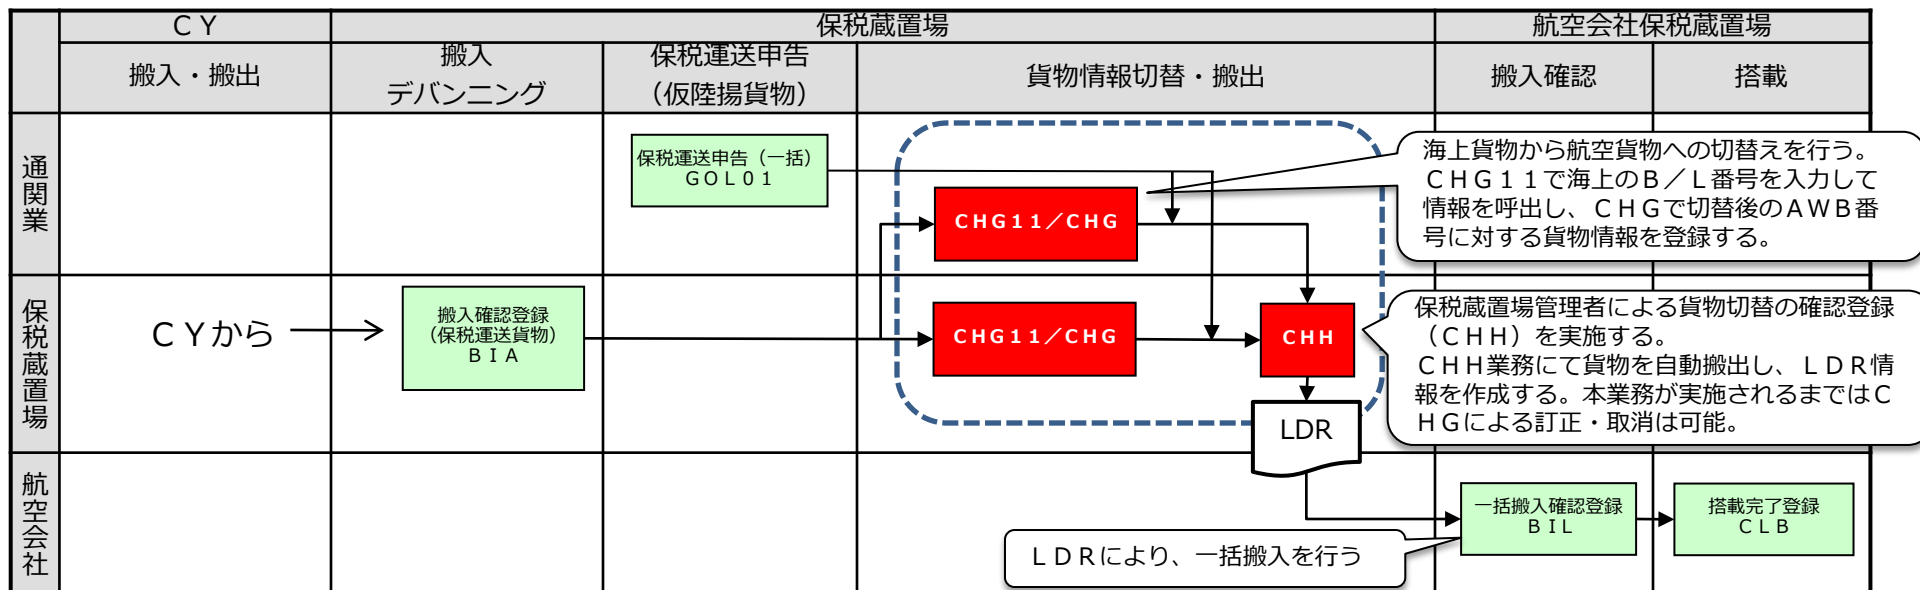 ＣＹ
保税蔵置場
航空会社保税蔵置場
搬入・搬出
搬入
デバンニング
保税運送申告
（仮陸揚貨物）
貨物情報切替・搬出
搬入確認
搭載
通関業
保税運送申告（一括）
ＧＯＬ０１
ＣＨＧ１１／ＣＨＧ
海上貨物から航空貨物への切替えを行う。
ＣＨＧ１１で海上のＢ／Ｌ番号を入力して
情報を呼出し、ＣＨＧで切替後のＡＷＢ番
号に対する貨物情報を登録する。
保税蔵置場
ＣＹから
搬入確認登録
（保税運送貨物）
ＢＩＡ
ＣＨＧ１１／ＣＨＧ
ＣＨＨ
保税蔵置場管理者による貨物切替の確認登録
（ＣＨＨ）を実施する。
ＣＨＨ業務にて貨物を自動搬出し、ＬＤＲ情
報を作成する。本業務が実施されるまではＣ
ＨＧによる訂正・取消は可能。
LDR
航空会社
一括搬入確認登録
ＢＩＬ
搭載完了登録
ＣＬＢ
ＬＤＲにより、一括搬入を行う